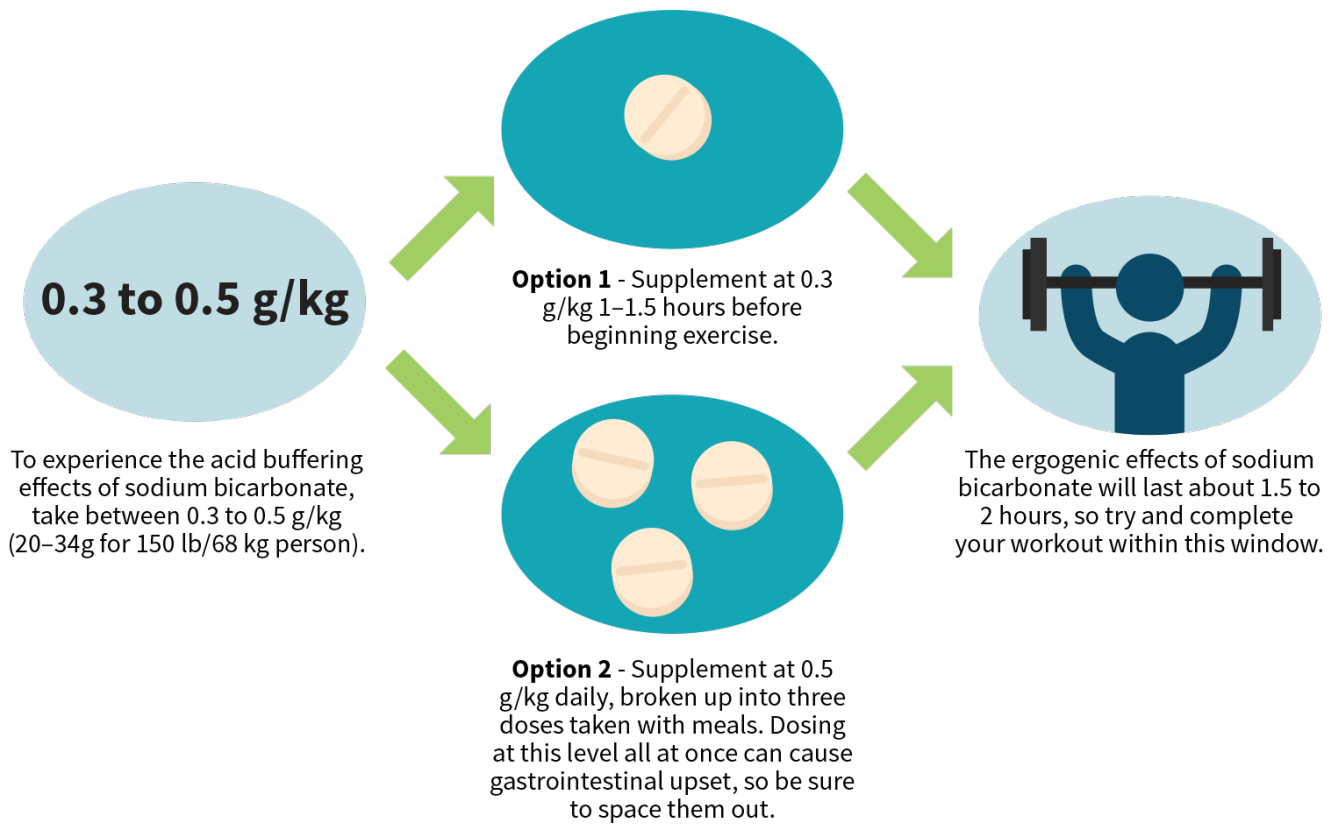 0.3 to 0.5 g/kg
To experience the acid buffering
effects of sodium bicarbonate,
take between 0.3 to 0.5 g/kg
(20–34g for 150 lb/68 kg person).
Option 1 - Supplement at 0.3
g/kg 1–1.5 hours before
beginning exercise.
Option 2 - Supplement at 0.5
g/kg daily, broken up into three
doses taken with meals. Dosing
at this level all at once can cause
gastrointestinal upset, so be sure
to space them out.
The ergogenic effects of sodium
bicarbonate will last about 1.5 to
2 hours, so try and complete
your workout within this window.